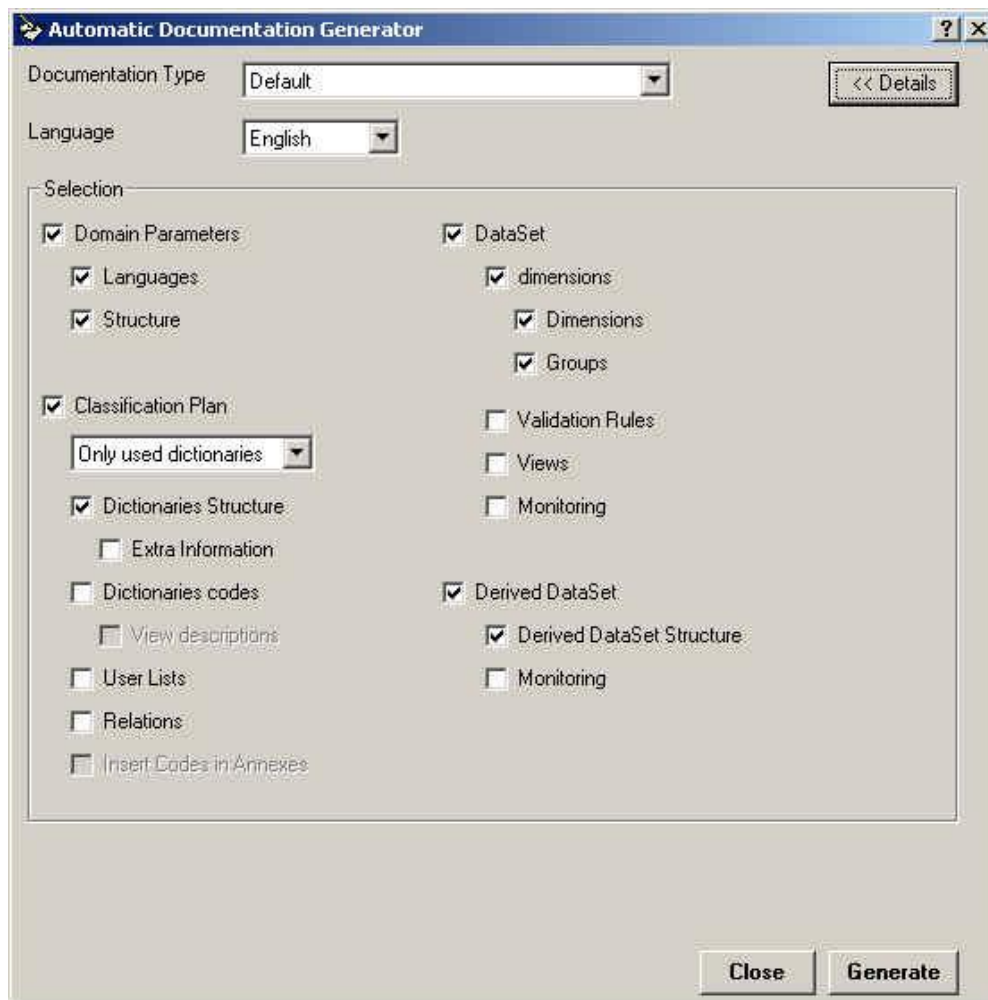 Automatic Documentation Generator
Documentation Type
Default
<< Details
Language
English
Selection
Domain Parameters
Languages
Structure
Classification Plan
Only used dictionaries
Dictionaries Structure
Extra Information
Dictionaries codes
View descriptions
User Lists
Relations
Insert Codes in Annexes
DataSet
dimensions
Dimensions
Groups
Validation Rules
Views
Monitoring
Derived DataSet
Derived DataSet Structure
Monitoring
Close
Generate